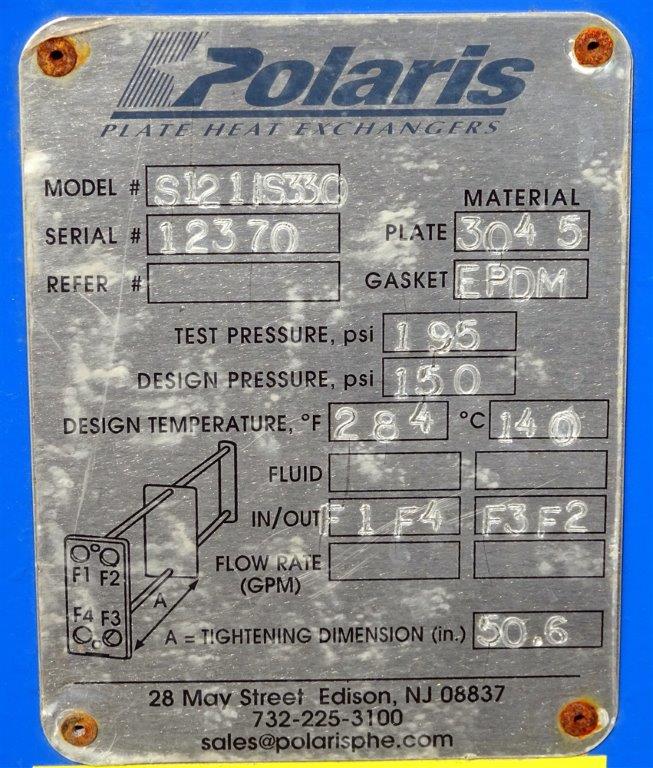 Polaris
PLATE HEAT EXCHANGERS
MODEL # S121IS330
MATERIAL
SERIAL # 12370
PLATE 304 S
REFER #
GASKET EPDM
TEST PRESSURE, psi 195
DESIGN PRESSURE, psi 150
DESIGN TEMPERATURE, °F 284 °C 140
FLUID
IN/OUT F1 F4 F3 F2
FLOW RATE
(GPM)
F1 F2
F4 F3
A
A = TIGHTENING DIMENSION (in.) 50.6
28 May Street Edison, NJ 08837
732-225-3100
sales@polarisphe.com